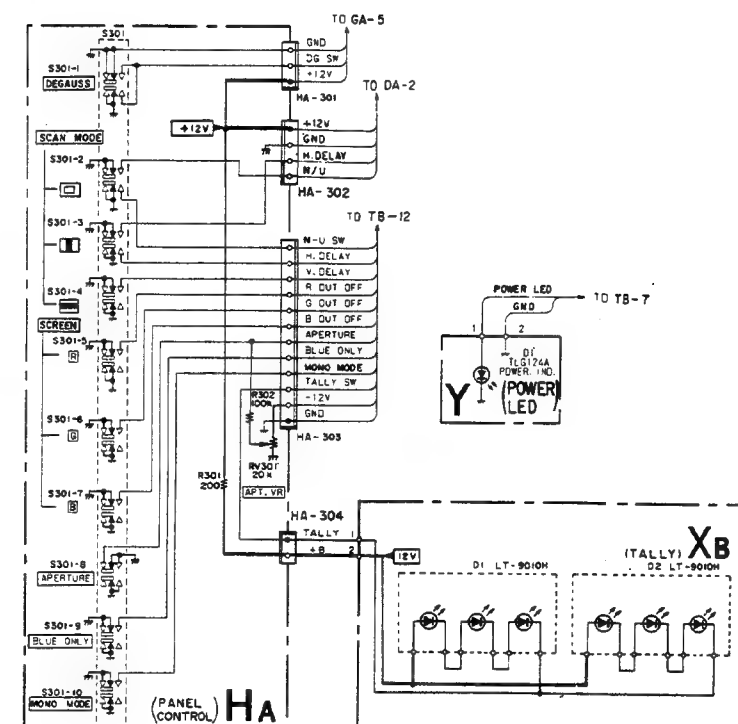 TO GA-5
S301
GND
DG SW
+12V
HA-301
S301-1
DEGAUSS
TO DA-2
+12V
+12V
GND
H.DELAY
N/U
HA-302
SCAN MODE
S301-2
S301-3
S301-4
TO TB-12
N-U SW
H.DELAY
V.DELAY
R OUT OFF
G OUT OFF
B OUT OFF
APERTURE
BLUE ONLY
MONO MODE
TALLY SW
-12V
GND
HA-303
SCREEN
S301-5
R
S301-6
G
S301-7
B
R302
100K
RV301
20K
APT.VR
R301
200
POWER LED
GND
TO TB-7
1
2
D1
TLG124A
POWER. IND.
Y
(POWER LED)
HA-304
TALLY 1
+B 2
12V
(TALLY) XB
D1 LT-9010H
D2 LT-9010H
S301-8
APERTURE
S301-9
BLUE ONLY
S301-10
MONO MODE
(PANEL CONTROL) HA